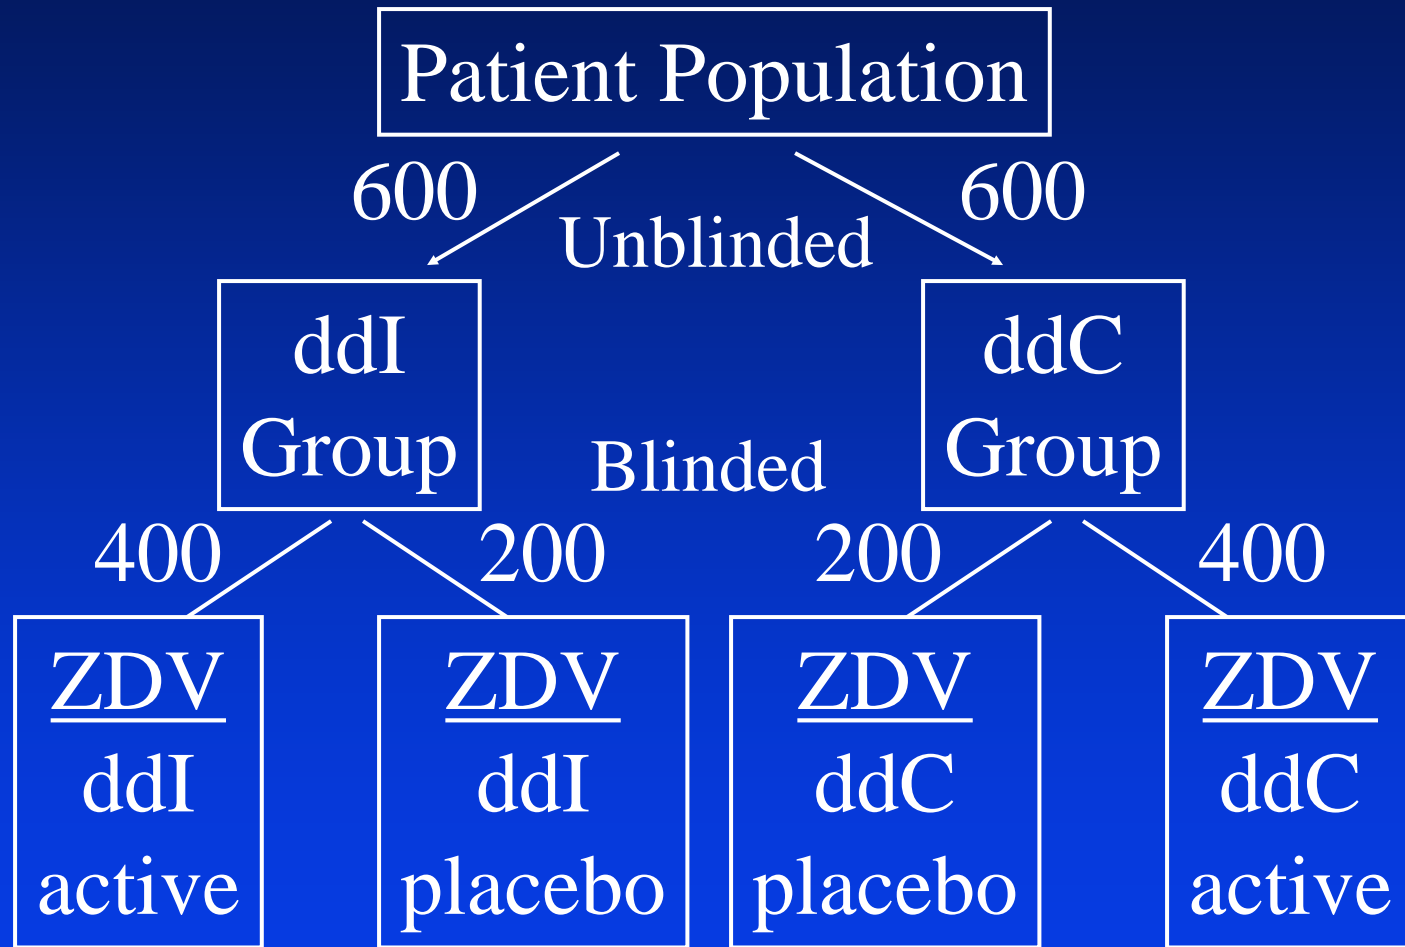 Patient Population
600 600
Unblinded
ddI
Group
ddC
Group
Blinded
400 200 200 400
ZDV
ddI
active
ZDV
ddI
placebo
ZDV
ddC
placebo
ZDV
ddC
active